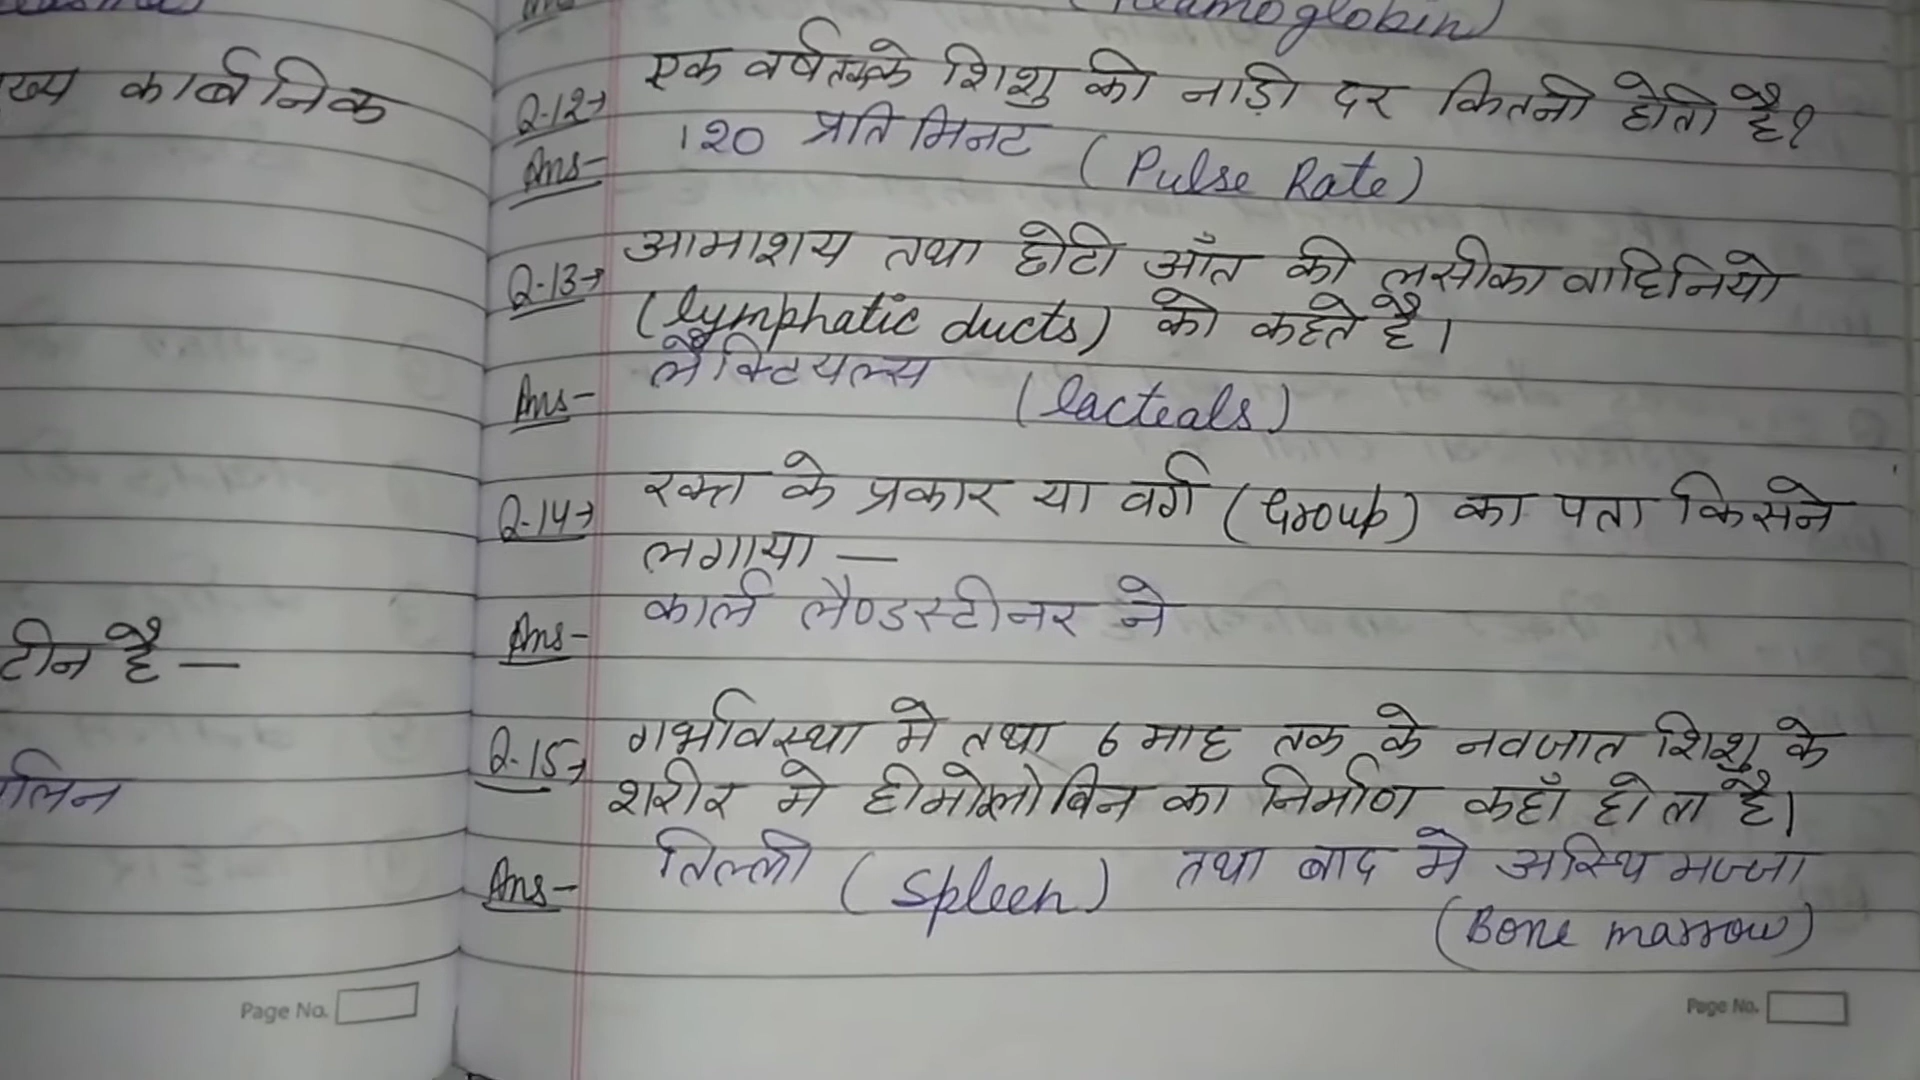 ख्य कार्बनिक
टीन है —
लिन
Page No.
(Haemoglobin)
Q.12→ एक वर्ष तक के शिशु की नाड़ी दर कितनी होती है?
Ans- 120 प्रति मिनट (Pulse Rate)
Q.13→ आमाशय तथा छोटी आँत की लसीका वाहिनियो
(lymphatic ducts) को कहते है।
Ans- लैक्टियल्स (lacteals)
Q.14→ रक्त के प्रकार या वर्ग (Group) का पता किसने
लगाया —
Ans- कार्ल लैण्डस्टीनर ने
Q.15→ गर्भावस्था मे तथा 6 माह तक के नवजात शिशु के
शरीर मे हीमोग्लोबिन का निर्माण कहाँ होता है।
Ans- तिल्ली (Spleen) तथा बाद मे अस्थि मज्जा
(Bone marrow)
Page No.